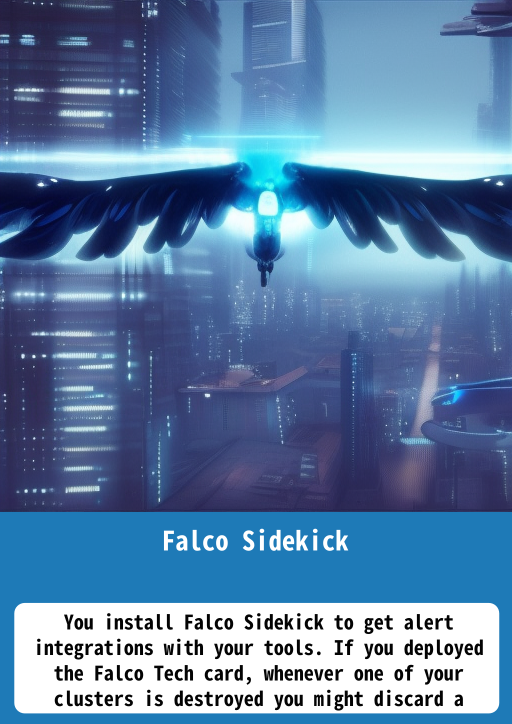 Falco Sidekick
You install Falco Sidekick to get alert
integrations with your tools. If you deployed
the Falco Tech card, whenever one of your
clusters is destroyed you might discard a